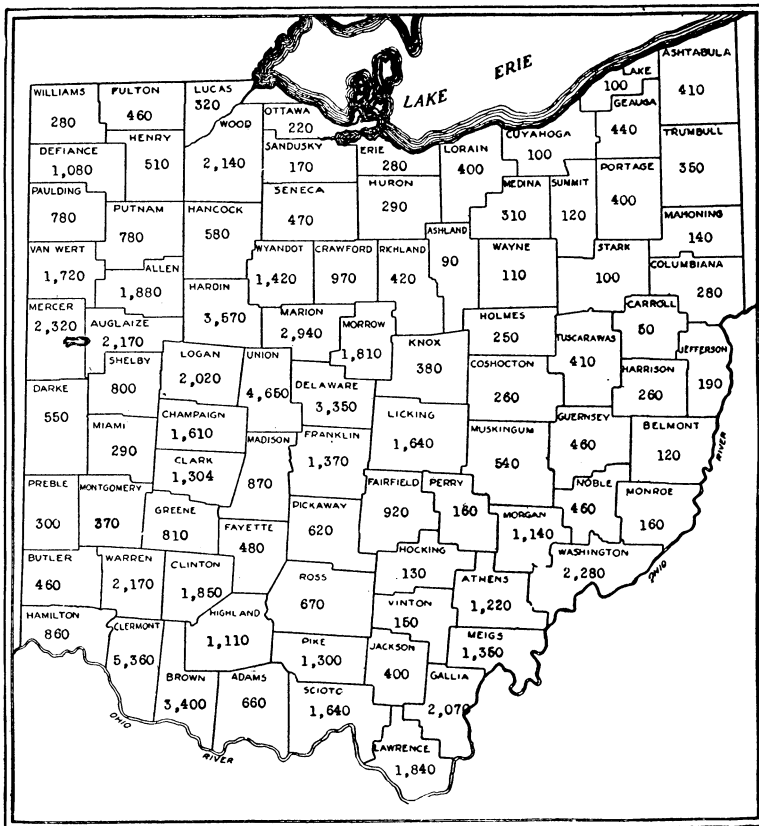 LAKE ERIE
WILLIAMS
280
FULTON
460
LUCAS
320
WOOD
2,140
OTTAWA
220
LAKE
100
ASHTABULA
410
GEAUGA
440
CUYAHOGA
100
DEFIANCE
1,080
HENRY
510
SANDUSKY
170
ERIE
280
LORAIN
400
TRUMBULL
350
PORTAGE
400
PAULDING
780
PUTNAM
780
HANCOCK
580
SENECA
470
HURON
290
MEDINA
310
SUMMIT
120
MAHONING
140
ASHLAND
90
VAN WERT
1,720
ALLEN
1,880
WYANDOT
1,420
CRAWFORD
970
RICHLAND
420
WAYNE
110
STARK
100
COLUMBIANA
280
HARDIN
3,570
MERCER
2,320
AUGLAIZE
2,170
MARION
2,940
MORROW
1,810
HOLMES
250
CARROLL
50
TUSCARAWAS
410
KNOX
380
JEFFERSON
190
SHELBY
800
LOGAN
2,020
UNION
4,650
DELAWARE
3,350
COSHOCTON
260
HARRISON
260
DARKE
550
CHAMPAIGN
1,610
LICKING
1,640
GUERNSEY
460
BELMONT
120
MIAMI
290
MADISON
870
FRANKLIN
1,370
MUSKINGUM
540
CLARK
1,304
PREBLE
300
MONTGOMERY
370
GREENE
810
FAYETTE
480
PICKAWAY
620
FAIRFIELD
920
PERRY
160
NOBLE
460
MONROE
160
MORGAN
1,140
BUTLER
460
WARREN
2,170
CLINTON
1,850
ROSS
670
HOCKING
130
ATHENS
1,220
WASHINGTON
2,280
HAMILTON
860
CLERMONT
5,360
HIGHLAND
1,110
VINTON
150
MEIGS
1,350
PIKE
1,300
JACKSON
400
BROWN
3,400
ADAMS
660
SCIOTO
1,640
GALLIA
2,070
LAWRENCE
1,840
OHIO RIVER
OHIO RIVER